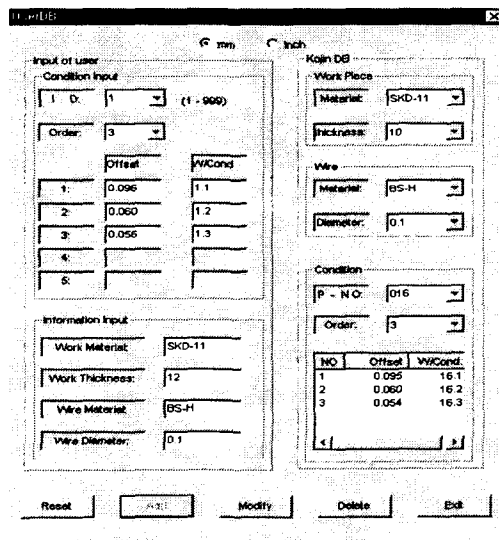 UserDB
mm Inch
Input of user
Condition Input
I D: 1 (1 - 999)
Order: 3
Offset W/Cond
1: 0.096 1.1
2: 0.060 1.2
3: 0.056 1.3
4:
5:
Information Input
Work Material: SKD-11
Work Thickness: 12
Wire Material: BS-H
Wire Diameter: 0.1
Kojin DB
Work Piece
Material: SKD-11
thickness: 10
Wire
Material: BS-H
Diameter: 0.1
Condition
P - NO: 016
Order: 3
NO Offset W/Cond.
1 0.095 16.1
2 0.060 16.2
3 0.054 16.3
Reset Add Modify Delete Exit